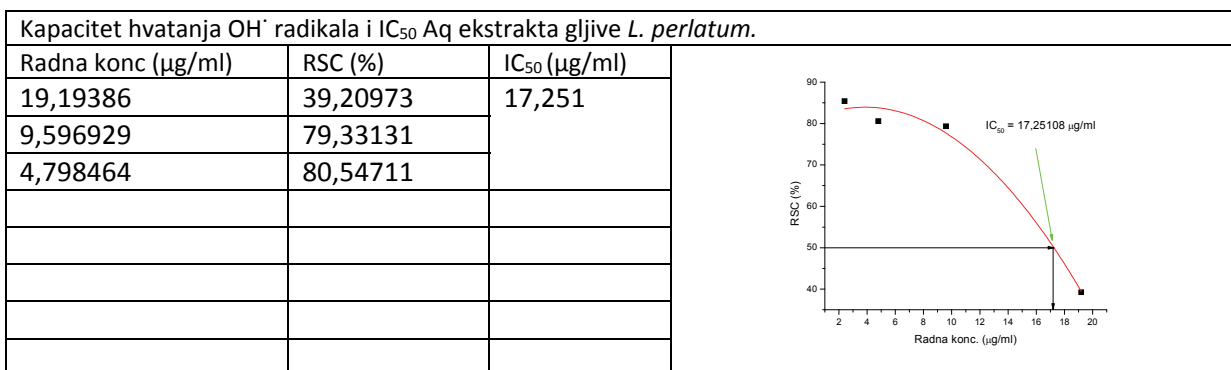 Kapacitet hvatanja OH˙ radikala i IC₅₀ Aq ekstrakta gljive L. perlatum.
Radna konc (μg/ml) RSC (%) IC₅₀ (μg/ml)
19,19386 39,20973 17,251
9,596929 79,33131
4,798464 80,54711
90
80
70
60
50
40
RSC (%)
IC₅₀ = 17,25108 μg/ml
2 4 6 8 10 12 14 16 18 20
Radna konc. (μg/ml)